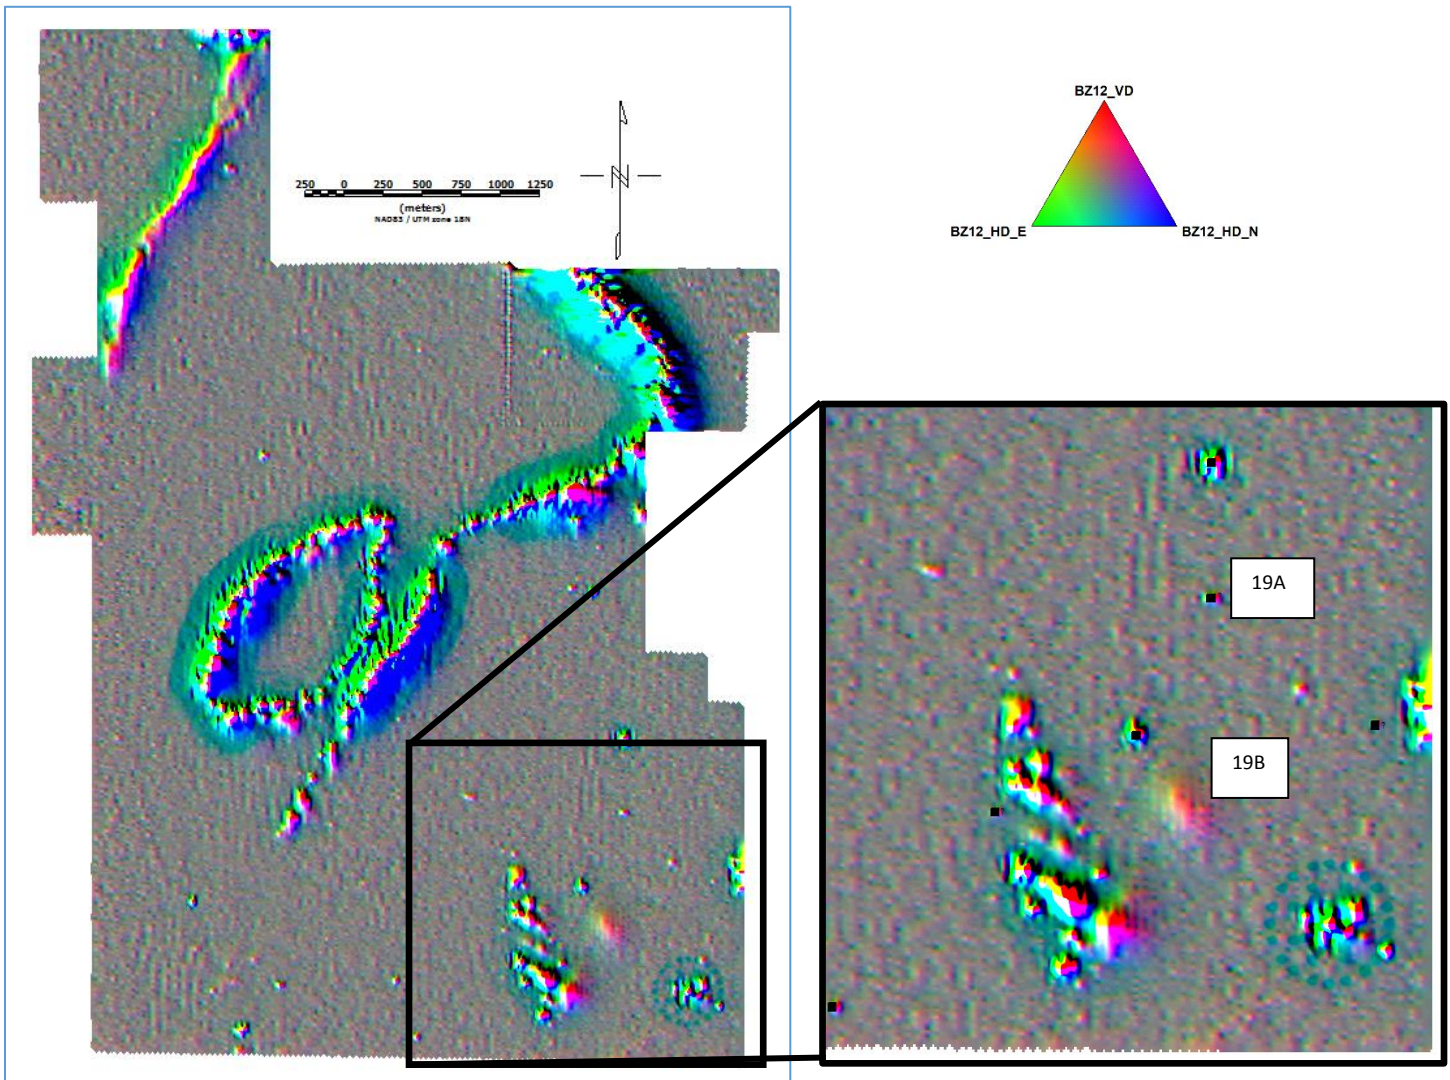 BZ12_VD
BZ12_HD_E
BZ12_HD_N
N
250 0 250 500 750 1000 1250
(meters)
NAD83 / UTM zone 18N
19A
19B